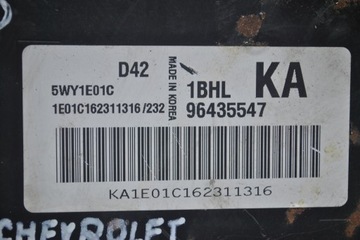 D42
5WY1E01C
1E01C162311316/232
MADE IN KOREA
1BHL KA
96435547
KA1E01C162311316
CHEVROLET